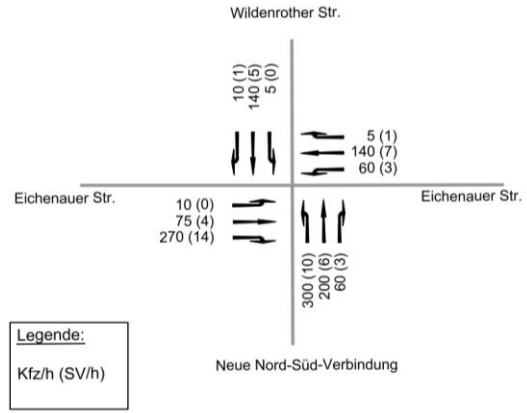 Wildenrother Str.
10 (1)
140 (5)
5 (0)
5 (1)
140 (7)
60 (3)
Eichenauer Str.
Eichenauer Str.
10 (0)
75 (4)
270 (14)
300 (10)
200 (6)
60 (3)
Legende:
Kfz/h (SV/h)
Neue Nord-Süd-Verbindung